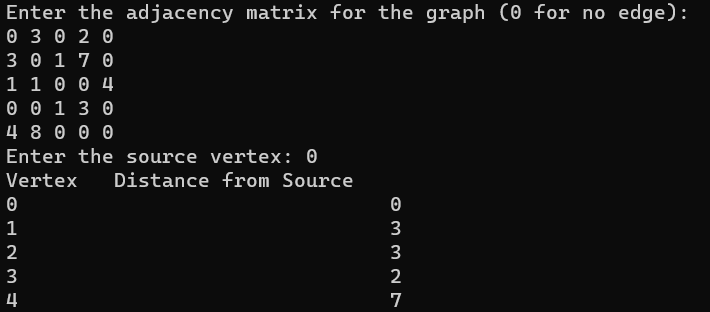 Enter the adjacency matrix for the graph (0 for no edge):
0 3 0 2 0
3 0 1 7 0
1 1 0 0 4
0 0 1 3 0
4 8 0 0 0
Enter the source vertex: 0
Vertex   Distance from Source
0                               0
1                               3
2                               3
3                               2
4                               7